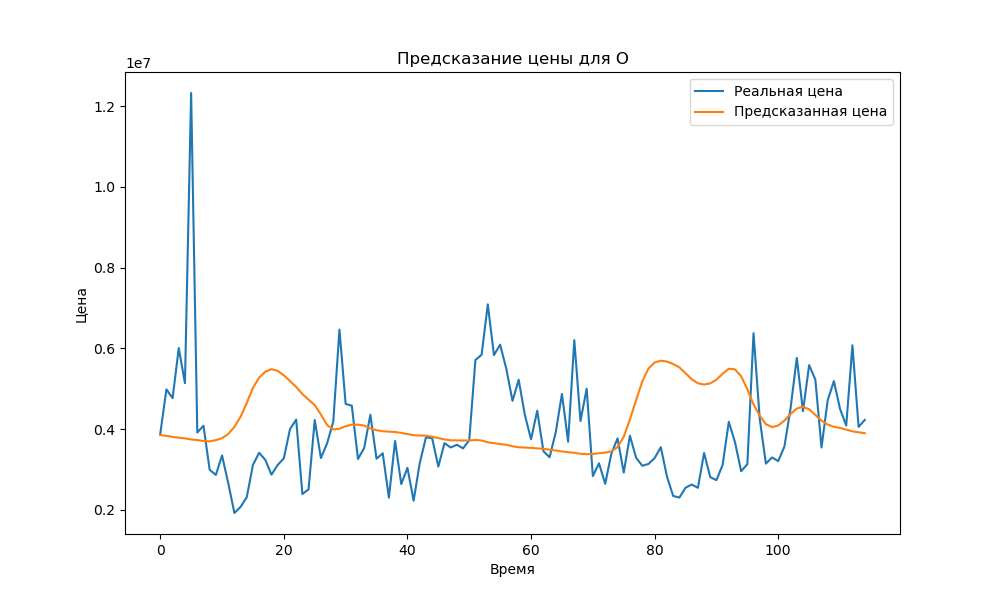 Предсказание цены для O
1e7
Реальная цена
Предсказанная цена
1.2
1.0
0.8
0.6
0.4
0.2
Цена
0 20 40 60 80 100
Время